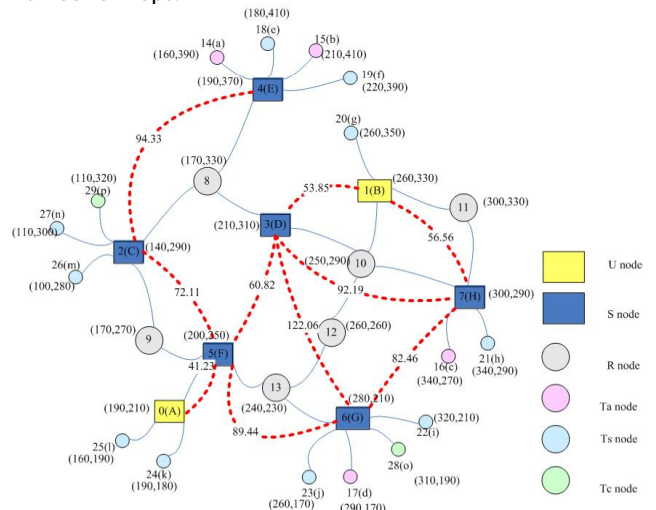 (180,410)
18(e)
14(a)
15(b)
(160,390)
(210,410)
(190,370)
4(E)
19(f)
(220,390)
20(g)
(260,350)
94.33
(170,330)
8
(110,320)
29(p)
53.85
1(B)
(260,330)
11
(300,330)
27(n)
(110,300)
(210,310)
3(D)
56.56
2(C)
(140,290)
(250,290)
10
26(m)
(100,280)
72.11
60.82
92.19
7(H)
(300,290)
U node
S node
(170,270)
9
(200,250)
5(F)
122.06
12
(260,260)
82.46
16(c)
(340,270)
21(h)
(340,290)
R node
41.23
13
(240,230)
(280,210)
6(G)
Ta node
(190,210)
0(A)
89.44
(320,210)
22(i)
Ts node
25(l)
(160,190)
24(k)
(190,180)
28(o)
(310,190)
23(j)
(260,170)
17(d)
(290,170)
Tc node